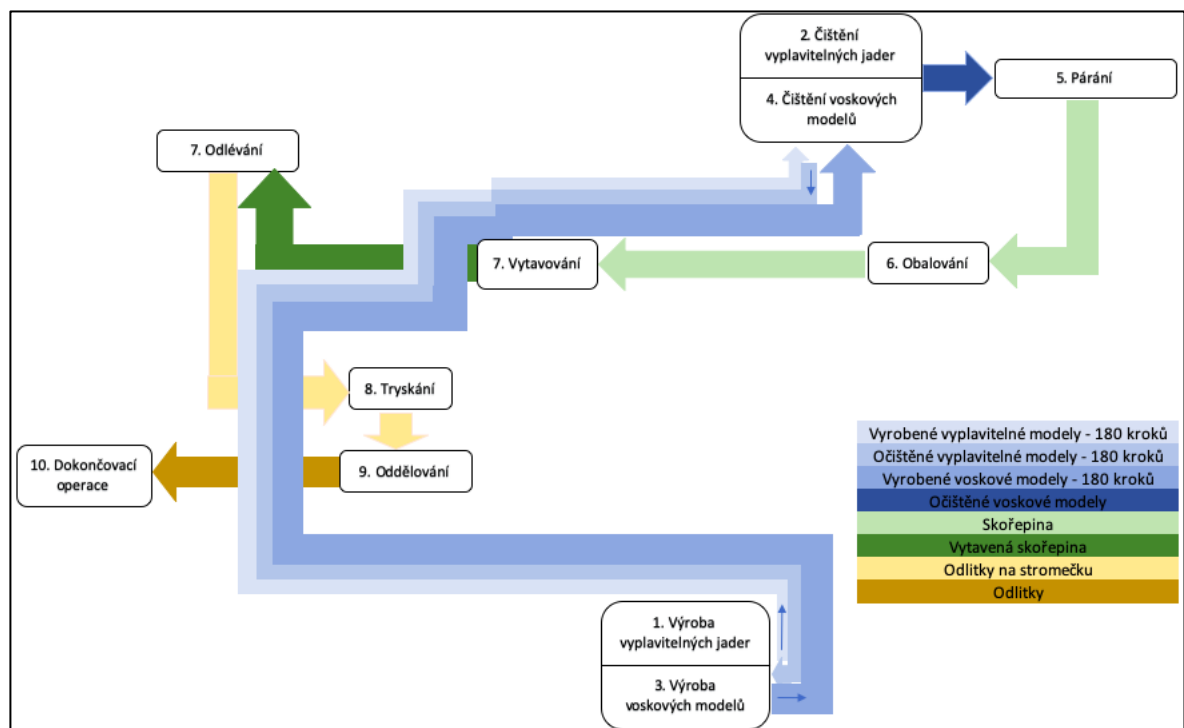 2. Čištění
vyplavitelných jader
4. Čištění voskových
modelů
5. Párání
7. Odlévání
7. Vytavování
6. Obalování
8. Tryskání
9. Oddělování
10. Dokončovací
operace
Vyrobené vyplavitelné modely - 180 kroků
Očištěné vyplavitelné modely - 180 kroků
Vyrobené voskové modely - 180 kroků
Očištěné voskové modely
Skořepina
Vytavená skořepina
Odlitky na stromečku
Odlitky
1. Výroba
vyplavitelných jader
3. Výroba
voskových modelů